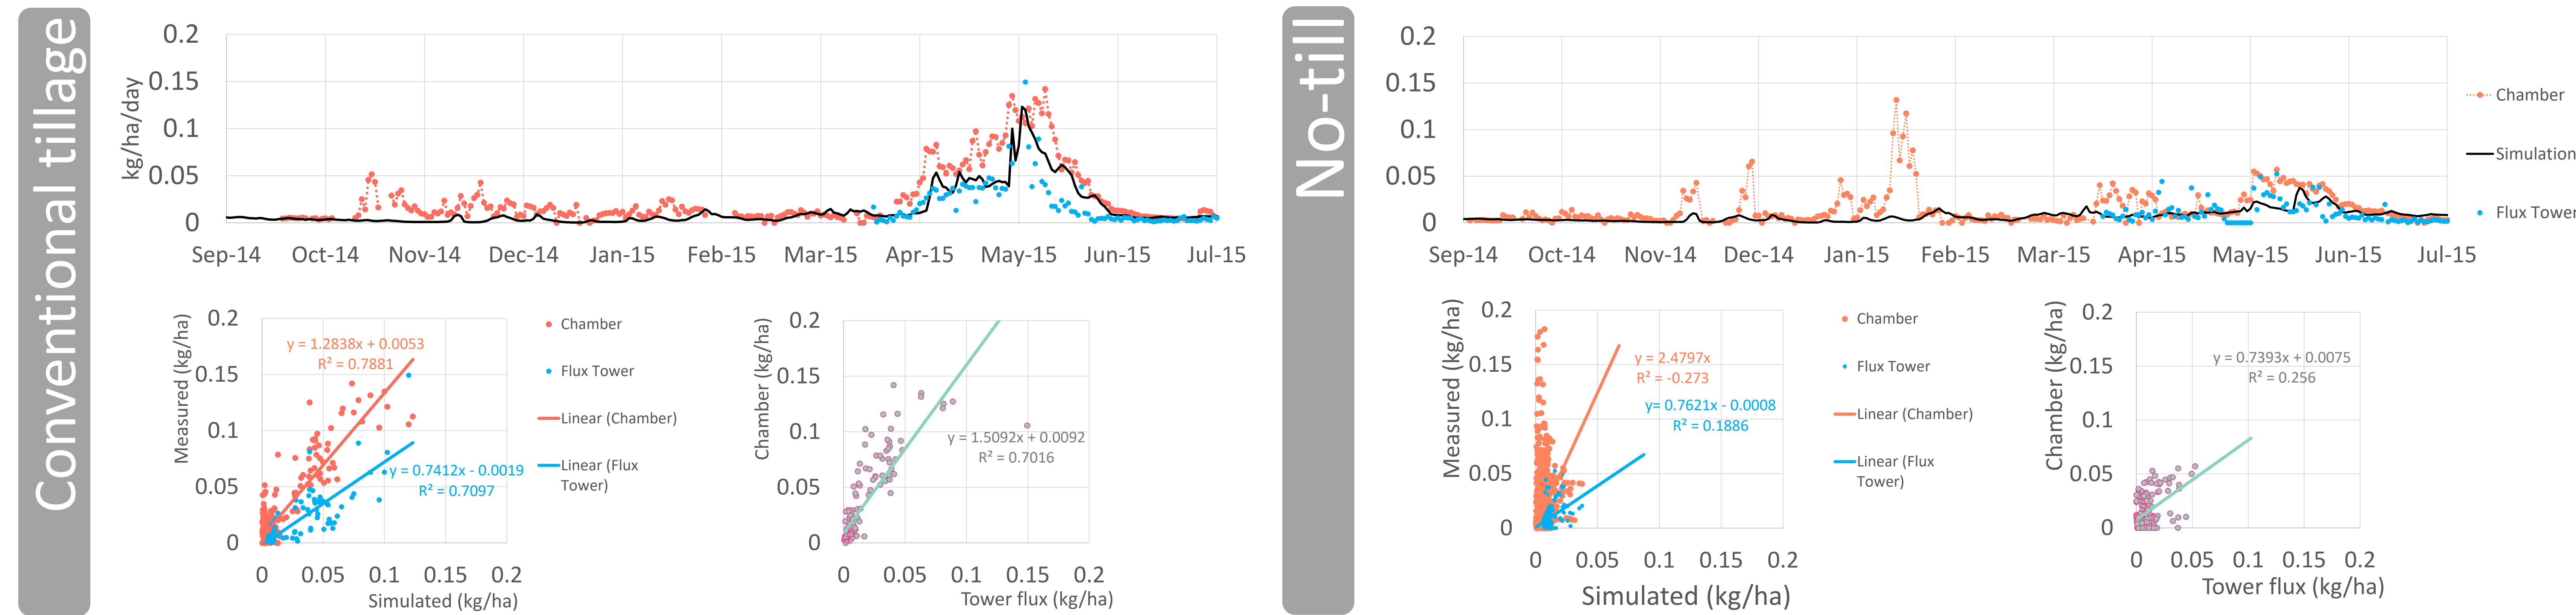 Conventional tillage
kg/ha/day
0.2
0.15
0.1
0.05
0
Sep-14 Oct-14 Nov-14 Dec-14 Jan-15 Feb-15 Mar-15 Apr-15 May-15 Jun-15 Jul-15
Measured (kg/ha)
0.2
0.15
0.1
0.05
0
y = 1.2838x + 0.0053
R² = 0.7881
y = 0.7412x - 0.0019
R² = 0.7097
0 0.05 0.1 0.15 0.2
Simulated (kg/ha)
Chamber
Flux Tower
Linear (Chamber)
Linear (Flux
Tower)
Chamber (kg/ha)
0.2
0.15
0.1
0.05
0
y = 1.5092x + 0.0092
R² = 0.7016
0 0.05 0.1 0.15 0.2
Tower flux (kg/ha)
No-till
0.2
0.15
0.1
0.05
0
Sep-14 Oct-14 Nov-14 Dec-14 Jan-15 Feb-15 Mar-15 Apr-15 May-15 Jun-15 Jul-15
Chamber
Simulation
Flux Tower
Measured (kg/ha)
0.2
0.15
0.1
0.05
0
y = 2.4797x
R² = -0.273
y= 0.7621x - 0.0008
R² = 0.1886
0 0.05 0.1 0.15 0.2
Simulated (kg/ha)
Chamber
Flux Tower
Linear (Chamber)
Linear (Flux
Tower)
Chamber (kg/ha)
0.2
0.15
0.1
0.05
0
y = 0.7393x + 0.0075
R² = 0.256
0 0.05 0.1 0.15 0.2
Tower flux (kg/ha)